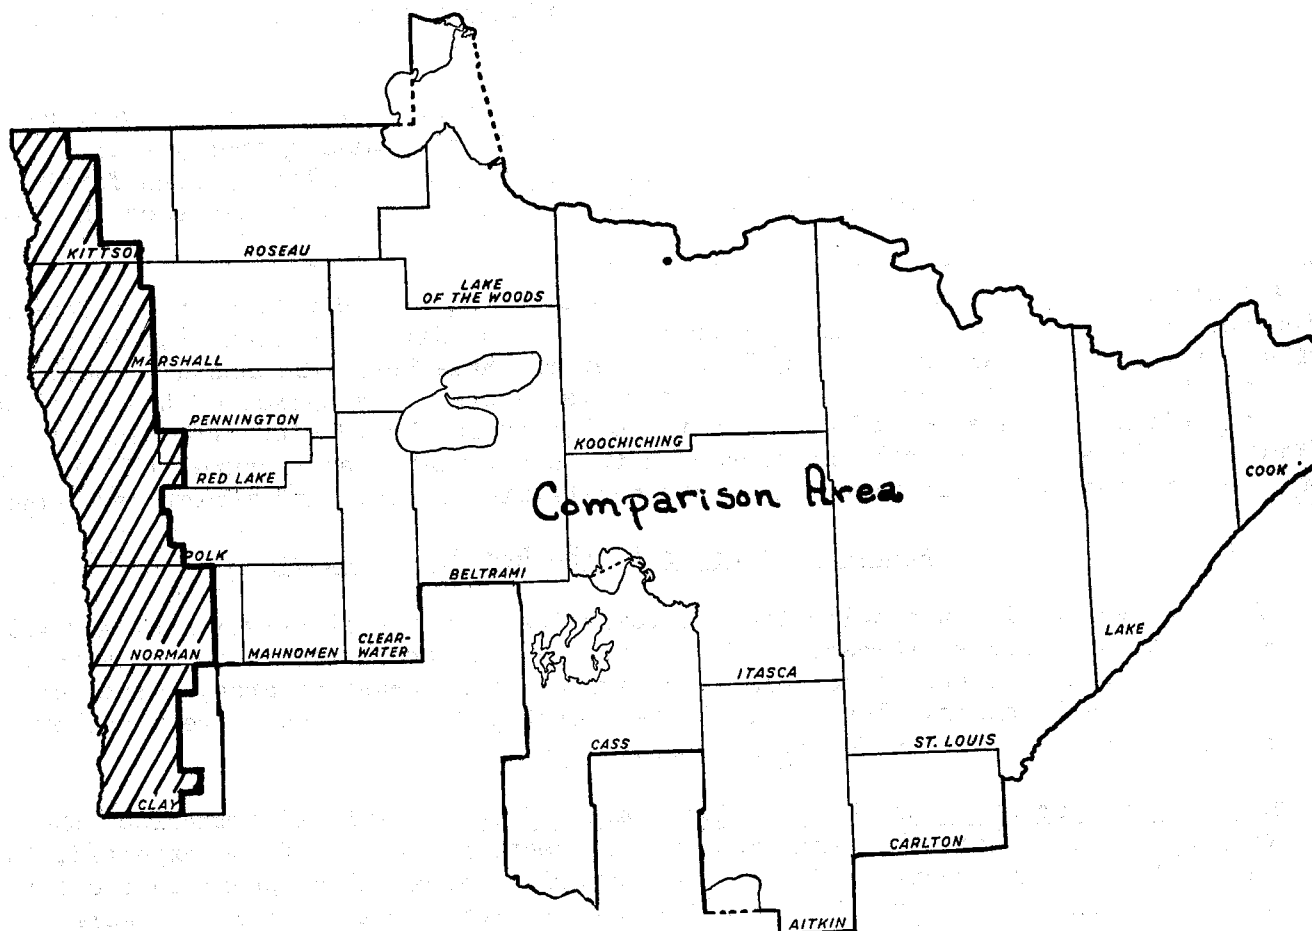 KITTSON
ROSEAU
LAKE
OF THE WOODS
MARSHALL
PENNINGTON
KOOCHICHING
RED LAKE
COOK
Comparison Area
POLK
BELTRAMI
NORMAN
MAHNOMEN
CLEAR-
WATER
LAKE
ITASCA
CASS
ST. LOUIS
CLAY
CARLTON
AITKIN